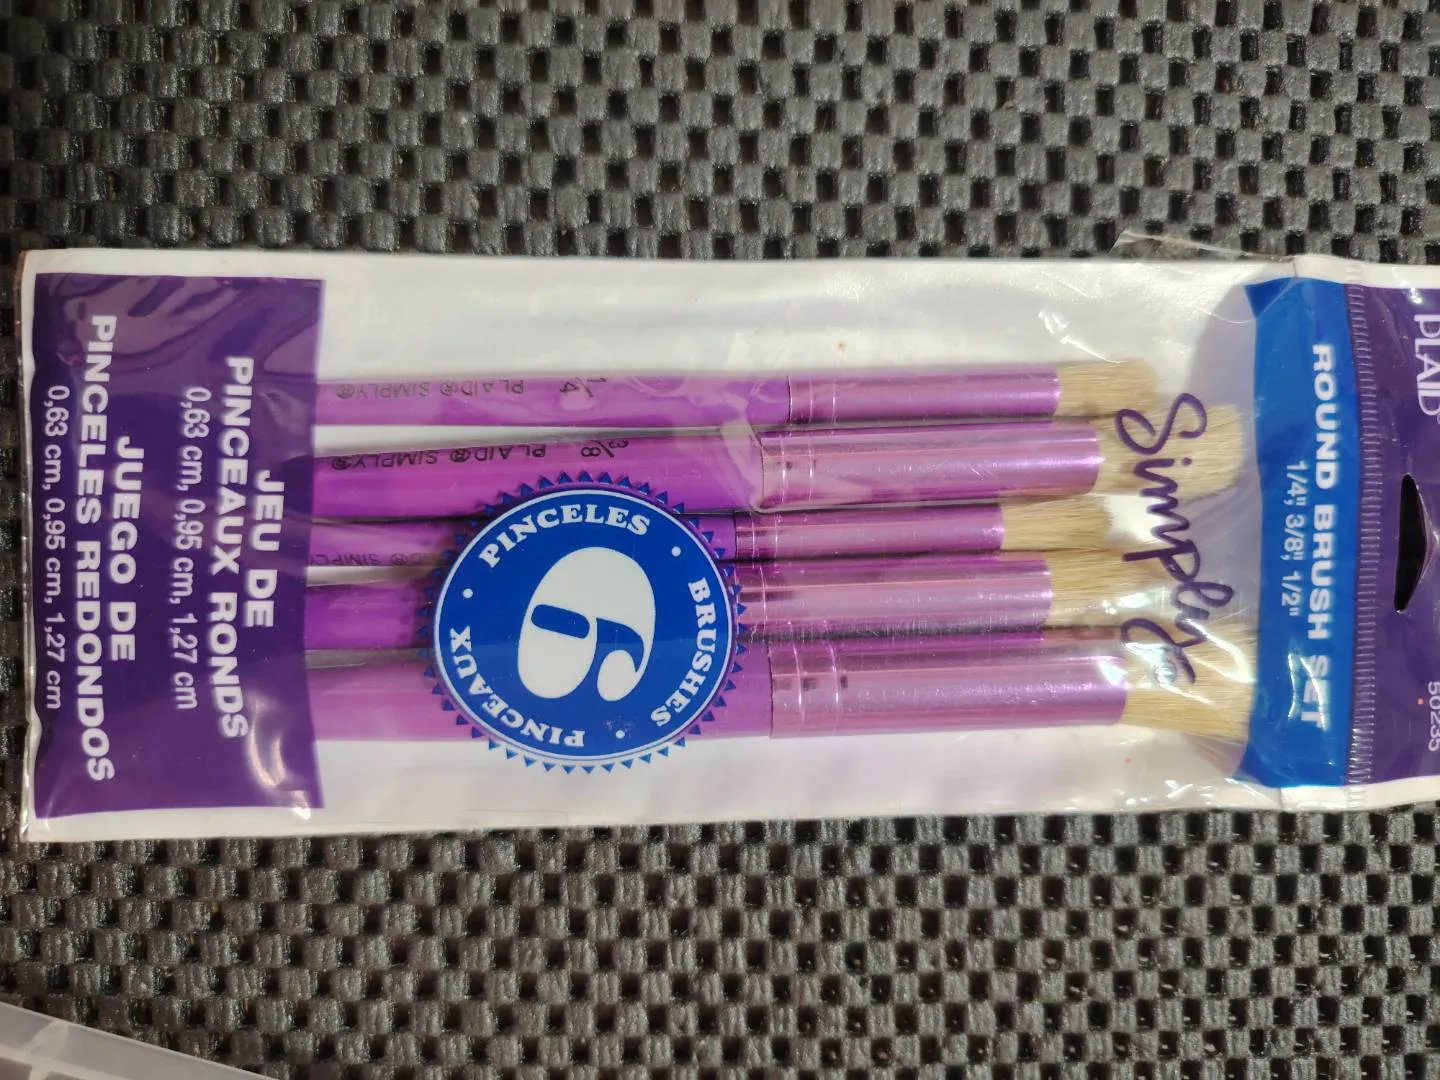 PLAID®
50235
ROUND BRUSH SET
1/4", 3/8", 1/2"
Simply®
PLAID® SIMPLY® 1/4
PLAID® SIMPLY® 3/8
SIMPLY
6
BRUSHES • PINCEAUX • PINCELES •
JEU DE
PINCEAUX RONDS
0,63 cm, 0,95 cm, 1,27 cm
JUEGO DE
PINCELES REDONDOS
0,63 cm, 0,95 cm, 1,27 cm